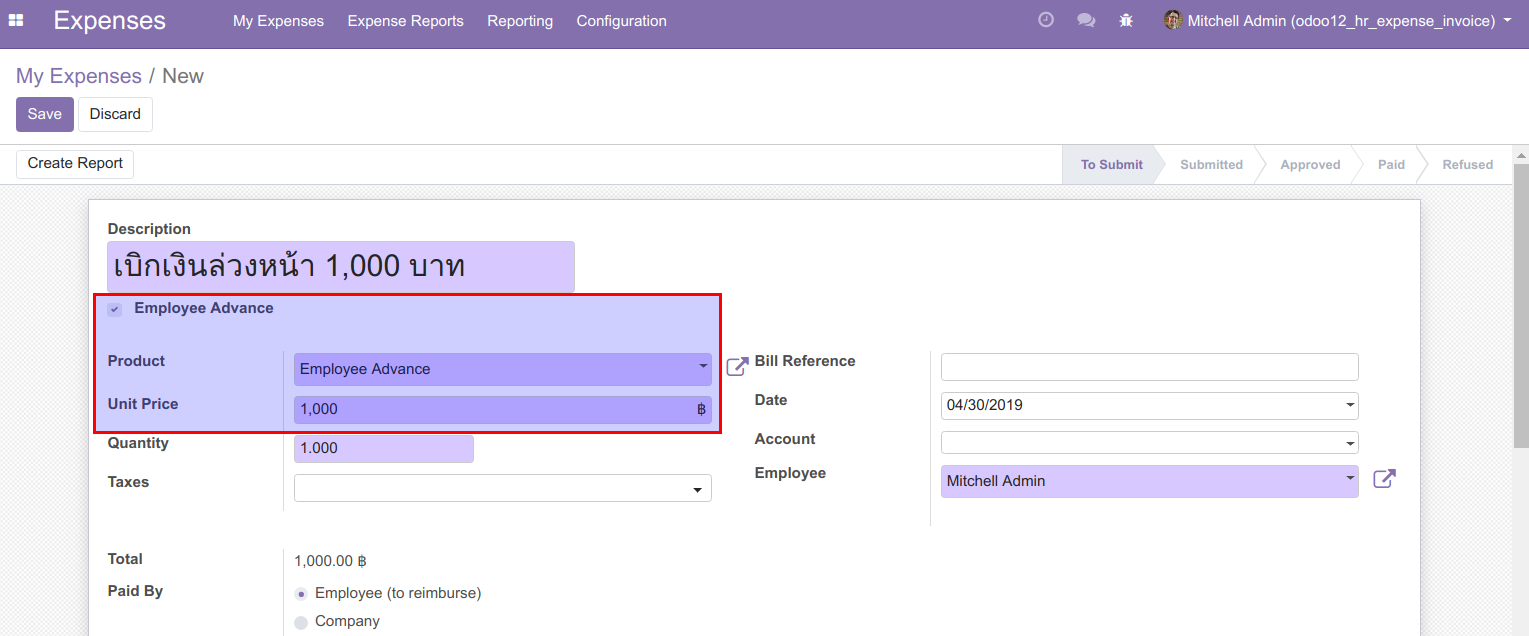 Expenses My Expenses Expense Reports Reporting Configuration Mitchell Admin (odoo12_hr_expense_invoice)
My Expenses / New
Save Discard
Create Report To Submit Submitted Approved Paid Refused
Description
เบิกเงินล่วงหน้า 1,000 บาท
Employee Advance
Product Employee Advance
Unit Price 1,000 ฿
Quantity 1.000
Taxes
Bill Reference
Date 04/30/2019
Account
Employee Mitchell Admin
Total 1,000.00 ฿
Paid By Employee (to reimburse)
Company